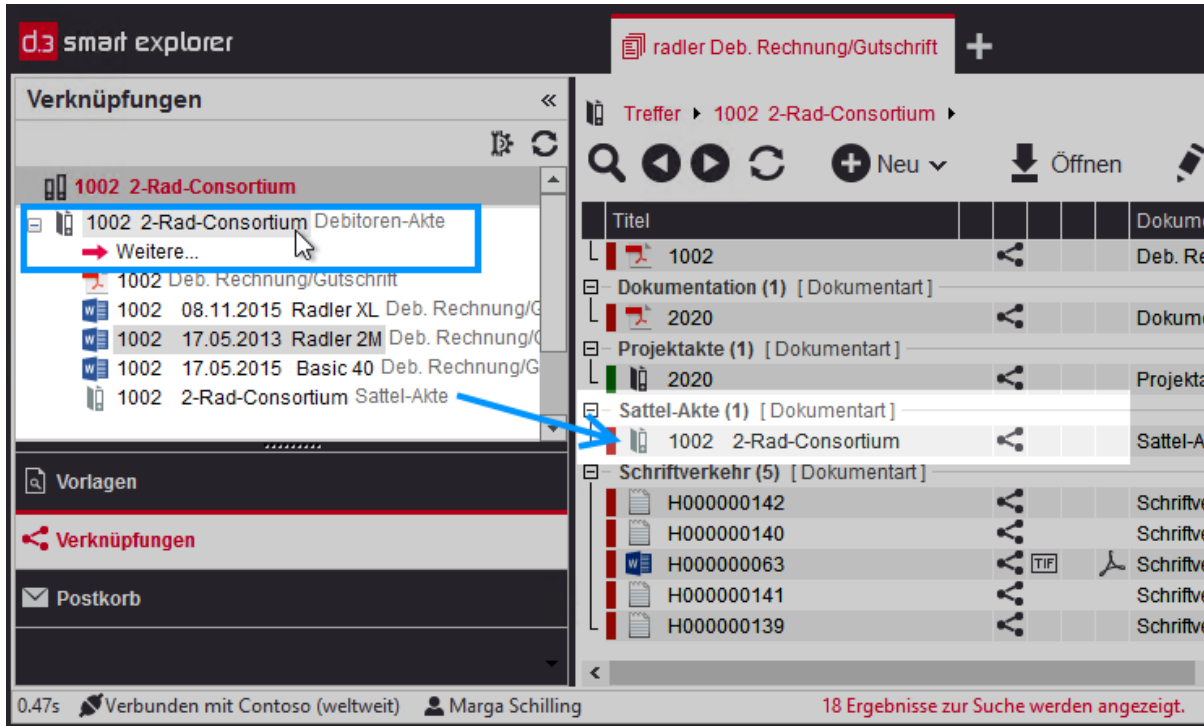 d.3 smart explorer
radler Deb. Rechnung/Gutschrift
Verknüpfungen
1002 2-Rad-Consortium
1002 2-Rad-Consortium Debitoren-Akte
Weitere...
1002 Deb. Rechnung/Gutschrift
1002 08.11.2015 Radler XL Deb. Rechnung/G
1002 17.05.2013 Radler 2M Deb. Rechnung/
1002 17.05.2015 Basic 40 Deb. Rechnung/G
1002 2-Rad-Consortium Sattel-Akte
Vorlagen
Verknüpfungen
Postkorb
Treffer 1002 2-Rad-Consortium
Neu Öffnen
Titel Dokume
1002 Deb. Re
Dokumentation (1) [ Dokumentart ]
2020 Dokume
Projektakte (1) [ Dokumentart ]
2020 Projekta
Sattel-Akte (1) [ Dokumentart ]
1002 2-Rad-Consortium Sattel-A
Schriftverkehr (5) [ Dokumentart ]
H000000142 Schriftve
H000000140 Schriftve
H000000063 TIF Schriftve
H000000141 Schriftve
H000000139 Schriftve
0.47s Verbunden mit Contoso (weltweit) Marga Schilling 18 Ergebnisse zur Suche werden angezeigt.